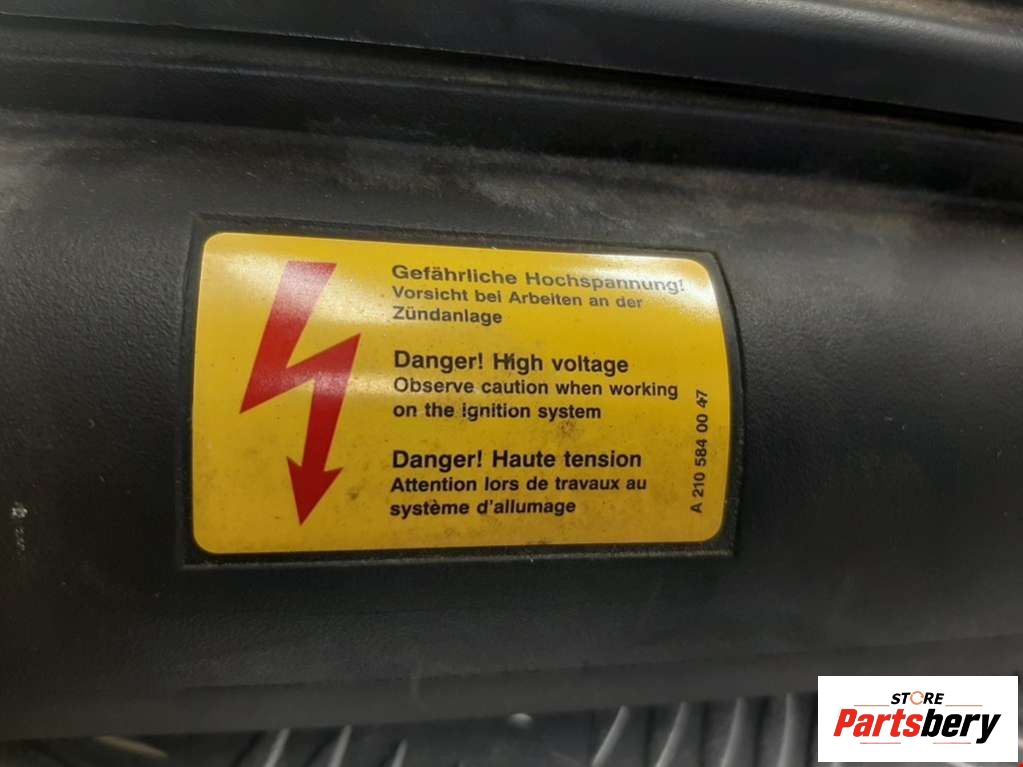 Gefährliche Hochspannung!
Vorsicht bei Arbeiten an der
Zündanlage
Danger! High voltage
Observe caution when working
on the ignition system
Danger! Haute tension
Attention lors de travaux au
système d'allumage
A 210 584 00 47
STORE
Partsbery